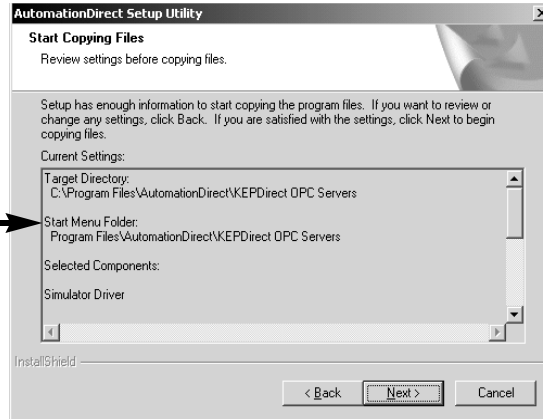 AutomationDirect Setup Utility
Start Copying Files
Review settings before copying files.
Setup has enough information to start copying the program files. If you want to review or
change any settings, click Back. If you are satisfied with the settings, click Next to begin
copying files.
Current Settings:
Target Directory:
C:\Program Files\AutomationDirect\KEPDirect OPC Servers
Start Menu Folder:
Program Files\AutomationDirect\KEPDirect OPC Servers
Selected Components:
Simulator Driver
InstallShield
< Back Next > Cancel